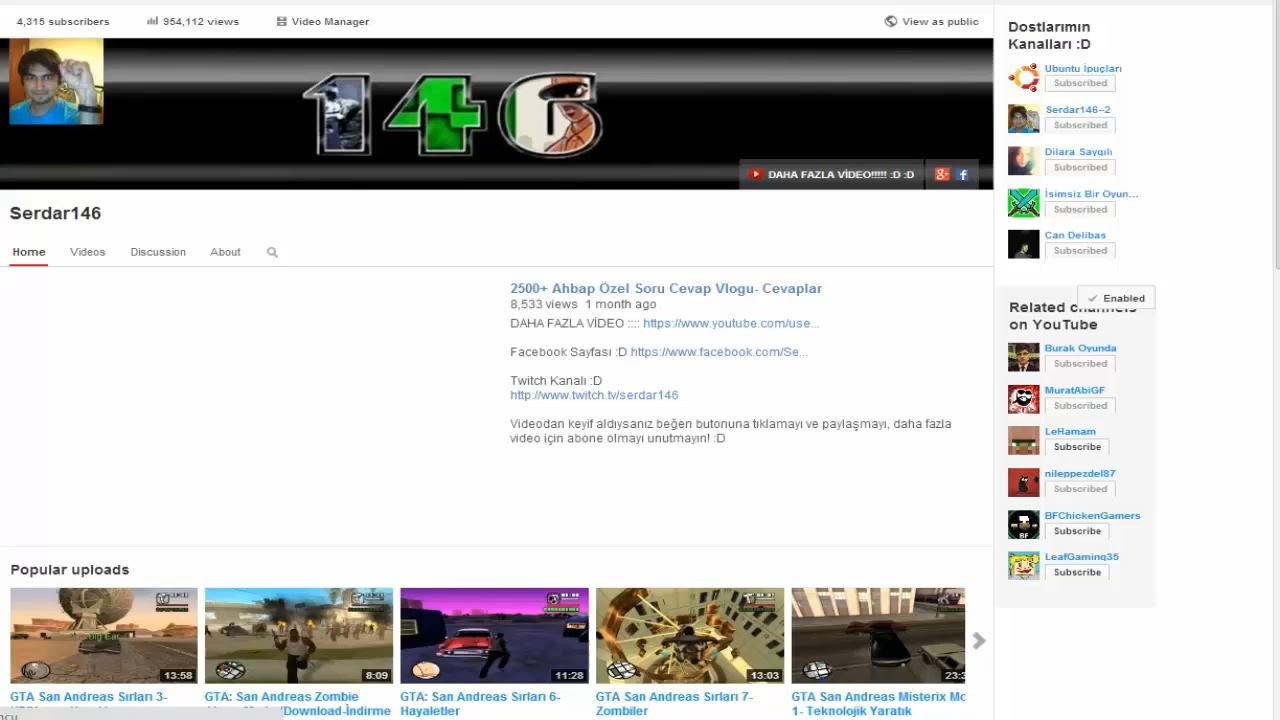 4,315 subscribers
954,112 views
Video Manager
View as public
146
DAHA FAZLA VİDEO!!!!! :D :D
Serdar146
Home
Videos
Discussion
About
2500+ Ahbap Özel Soru Cevap Vlogu- Cevaplar
8,533 views 1 month ago
DAHA FAZLA VİDEO :::: https://www.youtube.com/use...
Facebook Sayfası :D https://www.facebook.com/Se...
Twitch Kanalı :D
http://www.twitch.tv/serdar146
Videodan keyif aldıysanız beğen butonuna tıklamayı ve paylaşmayı, daha fazla
video için abone olmayı unutmayın! :D
Popular uploads
Big Ear
13:58
8:09
11:28
13:03
23:3
GTA San Andreas Sırları 3-
GTA: San Andreas Zombie
/Download-İndirme
GTA: San Andreas Sırları 6-
Hayaletler
GTA San Andreas Sırları 7-
Zombiler
GTA San Andreas Misterix Mo
1- Teknolojik Yaratık
Dostlarımın
Kanalları :D
Ubuntu İpuçları
Subscribed
Serdar146--2
Subscribed
Dilara Saygılı
Subscribed
İsimsiz Bir Oyun...
Subscribed
Can Delibas
Subscribed
Enabled
Related channels
on YouTube
Burak Oyunda
Subscribed
MuratAbiGF
Subscribed
LeHamam
Subscribe
nileppezdel87
Subscribed
BFChickenGamers
Subscribe
LeafGaming35
Subscribe